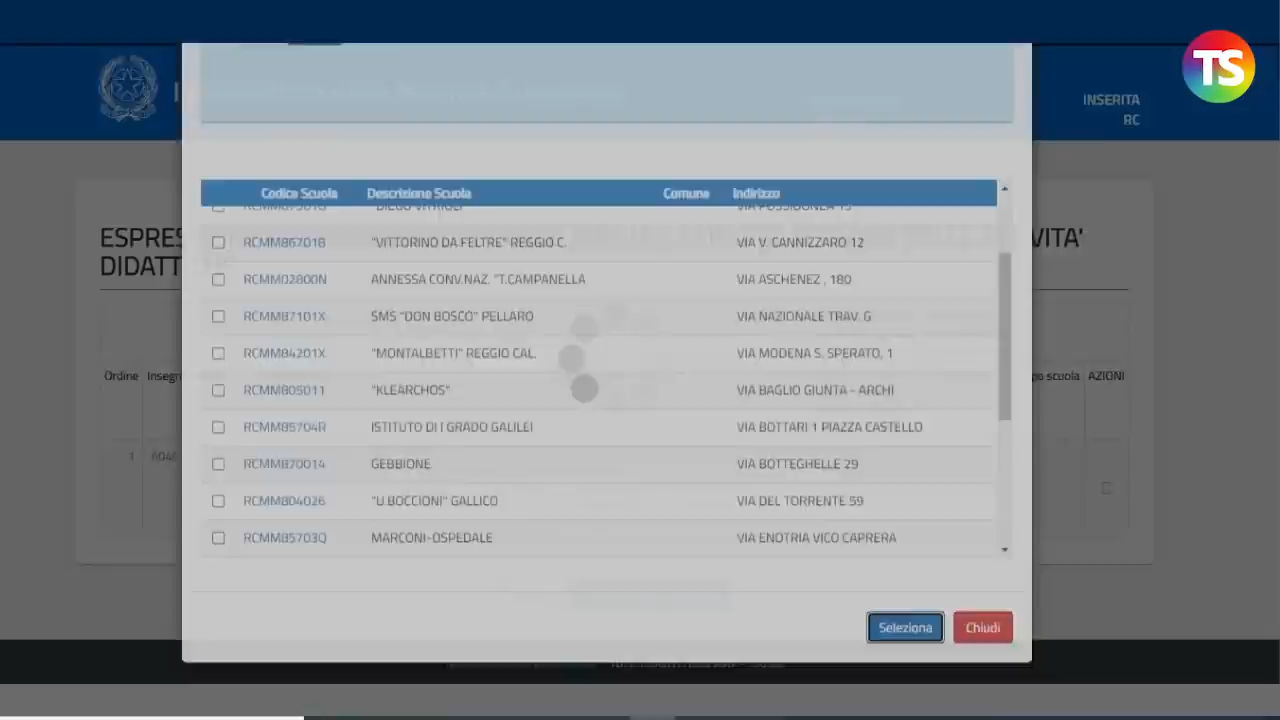 TS
INSERITA
RC
ESPRES
VITA'
DIDATT
Codice Scuola Descrizione Scuola Comune Indirizzo
"VITTORINO DA FELTRE" REGGIO C. VIA V. CANNIZZARO 12
RCMM02800N ANNESSA CONV.NAZ. "T.CAMPANELLA VIA ASCHENEZ , 180
RCMM87101X SMS "DON BOSCO" PELLARO VIA NAZIONALE TRAV. G
RCMM84201X "MONTALBETTI" REGGIO CAL. VIA MODENA S. SPERATO, 1
RCMM805011 "KLEARCHOS" VIA BAGLIO GIUNTA - ARCHI
RCMM85704R ISTITUTO DI I GRADO GALILEI VIA BOTTARI 1 PIAZZA CASTELLO
RCMM870014 GEBBIONE VIA BOTTEGHELLE 29
RCMM804026 "U.BOCCIONI" GALLICO VIA DEL TORRENTE 59
RCMM85703Q MARCONI-OSPEDALE VIA ENOTRIA VICO CAPRERA
Ordine Insegn
io scuola AZIONI
1
Seleziona Chiudi